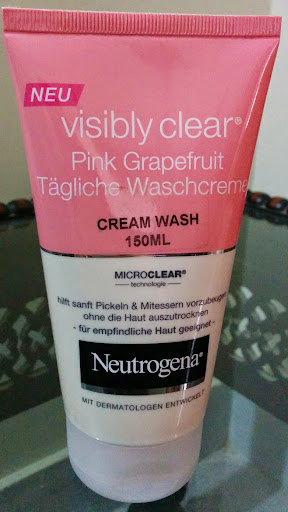 NEU
visibly clear®
Pink Grapefruit
Tägliche Waschcreme
CREAM WASH
150ML
MICROCLEAR®
technologie
hilft sanft Pickeln & Mitessern vorzubeugen
ohne die Haut auszutrocknen
- für empfindliche Haut geeignet -
Neutrogena®
MIT DERMATOLOGEN ENTWICKELT